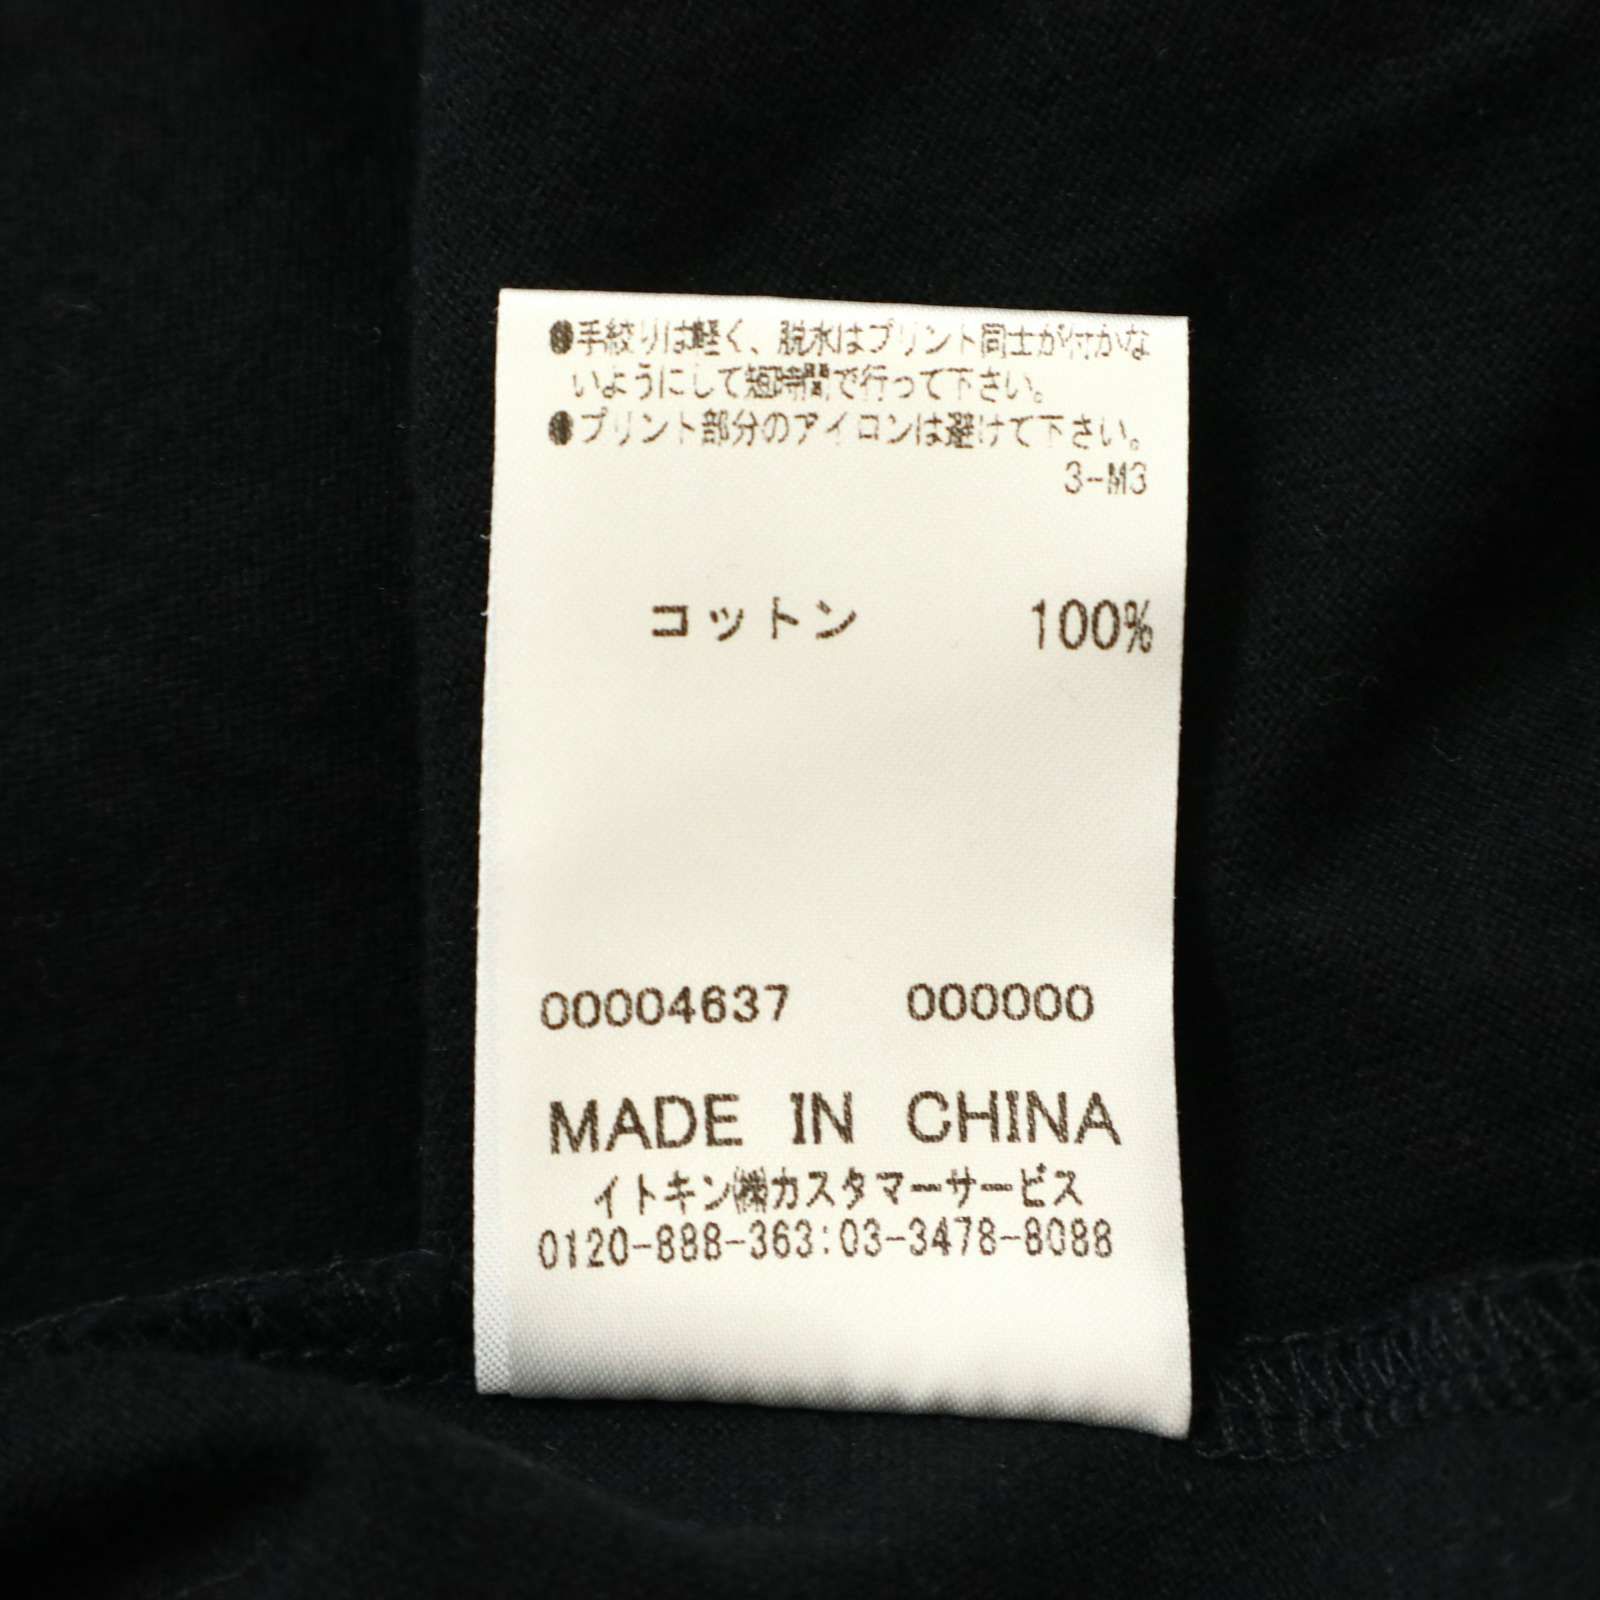 ●手絞りは軽く、脱水はプリント同士が付かな
いようにして短時間で行って下さい。
●プリント部分のアイロンは避けて下さい。
3-M3
コットン 100%
00004637 000000
MADE IN CHINA
イトキン㈱カスタマーサービス
0120-888-363:03-3478-8088